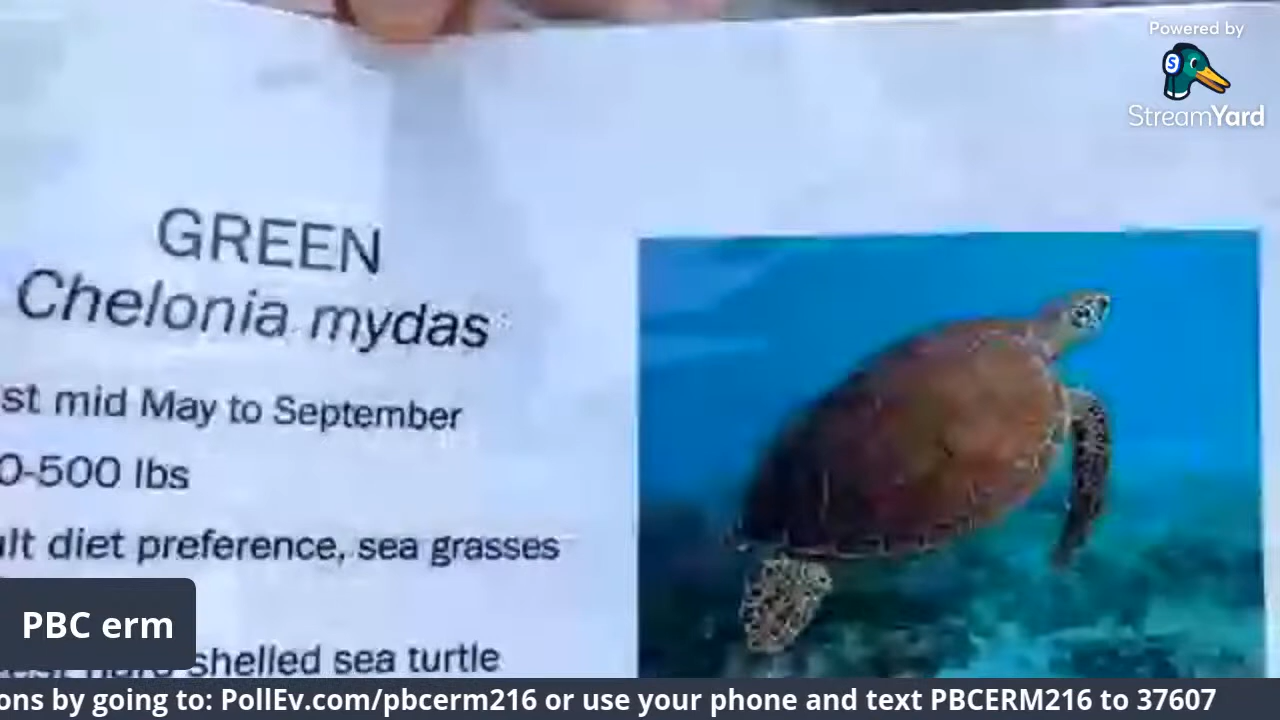 Powered by
StreamYard
GREEN
Chelonia mydas
st mid May to September
0-500 lbs
ult diet preference, sea grasses
shelled sea turtle
PBC erm
ons by going to: PollEv.com/pbcerm216 or use your phone and text PBCERM216 to 37607